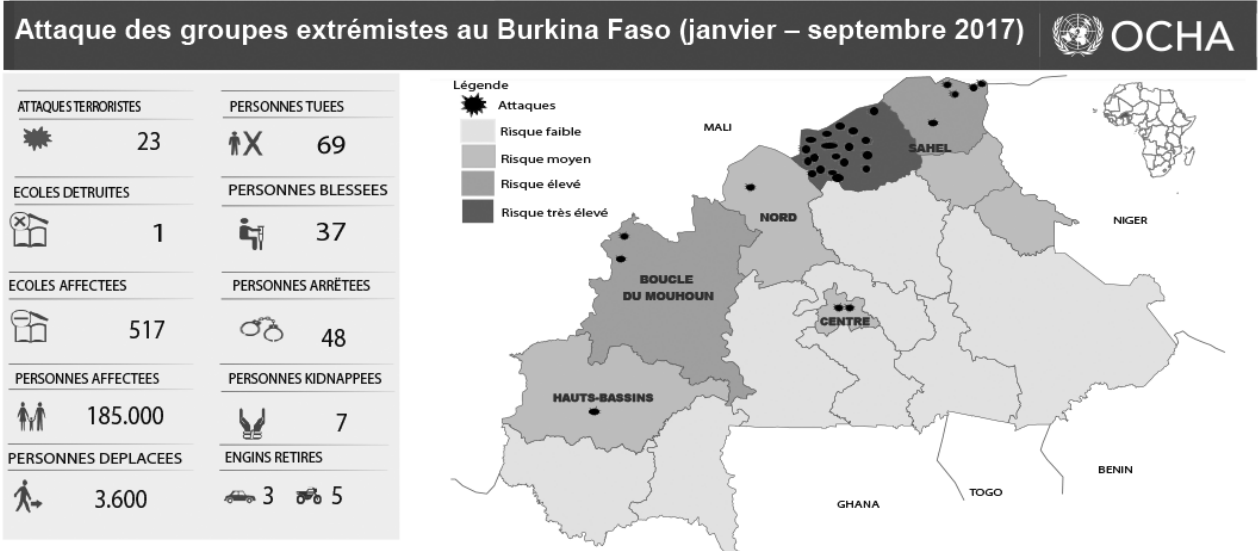 Attaque des groupes extrémistes au Burkina Faso (janvier – septembre 2017)
OCHA
ATTAQUES TERRORISTES
23
PERSONNES TUEES
69
ECOLES DETRUITES
1
PERSONNES BLESSEES
37
ECOLES AFFECTEES
517
PERSONNES ARRËTEES
48
PERSONNES AFFECTEES
185.000
PERSONNES KIDNAPPEES
7
PERSONNES DEPLACEES
3.600
ENGINS RETIRES
3
5
Légende
Attaques
Risque faible
Risque moyen
Risque élevé
Risque très élevé
MALI
SAHEL
NORD
NIGER
BOUCLE
DU MOUHOUN
CENTRE
HAUTS-BASSINS
BENIN
TOGO
GHANA